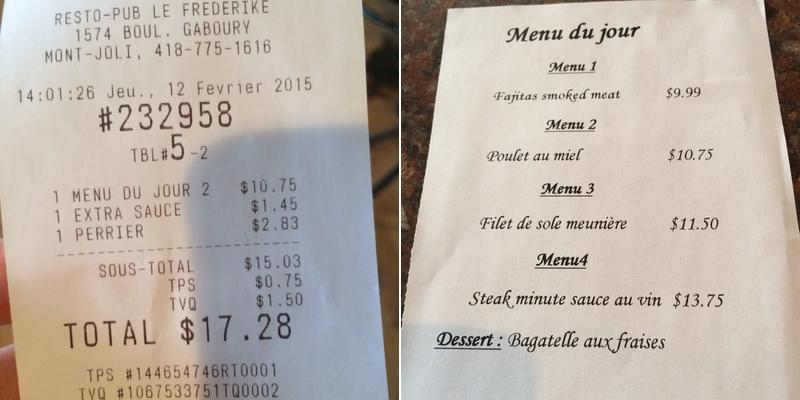 RESTO-PUB LE FREDERIKE
1574 BOUL. GABOURY
MONT-JOLI, 418-775-1616
14:01:26 Jeu., 12 Fevrier 2015
#232958
TBL#5-2
1 MENU DU JOUR 2 $10.75
1 EXTRA SAUCE $1.45
1 PERRIER $2.83
SOUS-TOTAL $15.03
TPS $0.75
TVQ $1.50
TOTAL $17.28
TPS #144654746RT0001
TVQ #1067533751TQ0002
Menu du jour
Menu 1
Fajitas smoked meat $9.99
Menu 2
Poulet au miel $10.75
Menu 3
Filet de sole meunière $11.50
Menu4
Steak minute sauce au vin $13.75
Dessert : Bagatelle aux fraises